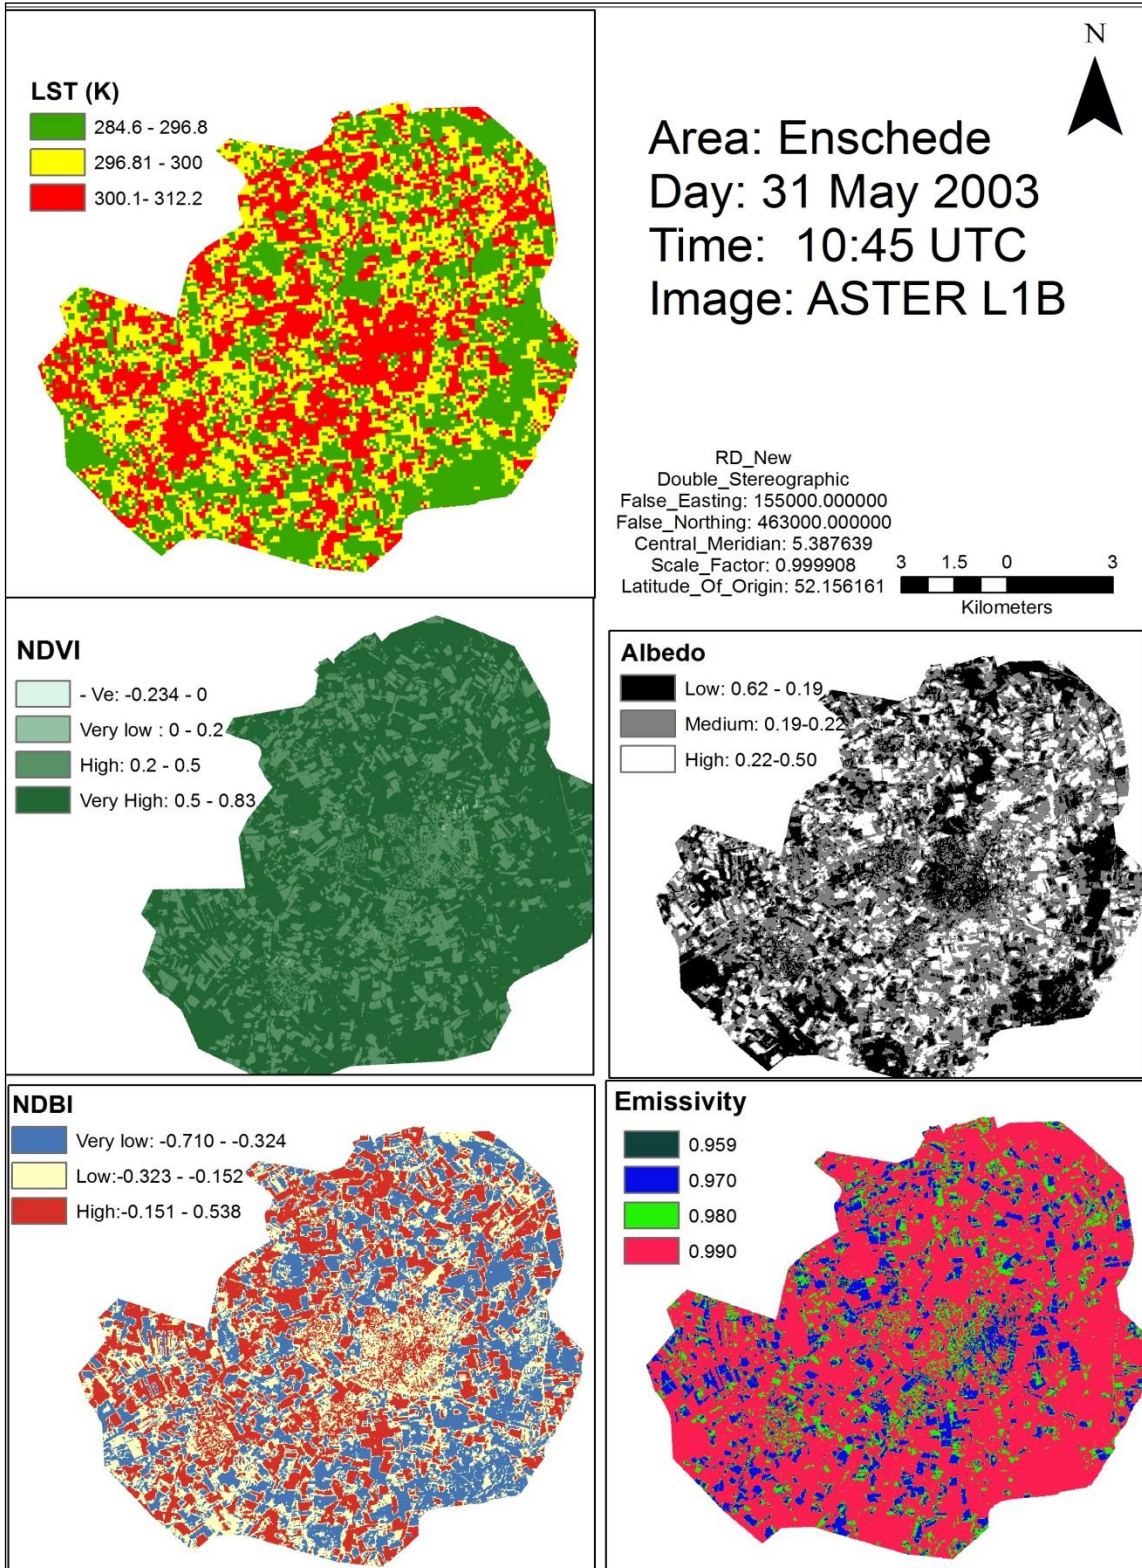 LST (K)
284.6 - 296.8
296.81 - 300
300.1- 312.2
N
Area: Enschede
Day: 31 May 2003
Time:  10:45 UTC
Image: ASTER L1B
RD_New
Double_Stereographic
False_Easting: 155000.000000
False_Northing: 463000.000000
Central_Meridian: 5.387639
Scale_Factor: 0.999908
Latitude_Of_Origin: 52.156161
3 1.5 0 3
Kilometers
NDVI
- Ve: -0.234 - 0
Very low : 0 - 0.2
High: 0.2 - 0.5
Very High: 0.5 - 0.83
Albedo
Low: 0.62 - 0.19
Medium: 0.19-0.22
High: 0.22-0.50
NDBI
Very low: -0.710 - -0.324
Low:-0.323 - -0.152
High:-0.151 - 0.538
Emissivity
0.959
0.970
0.980
0.990